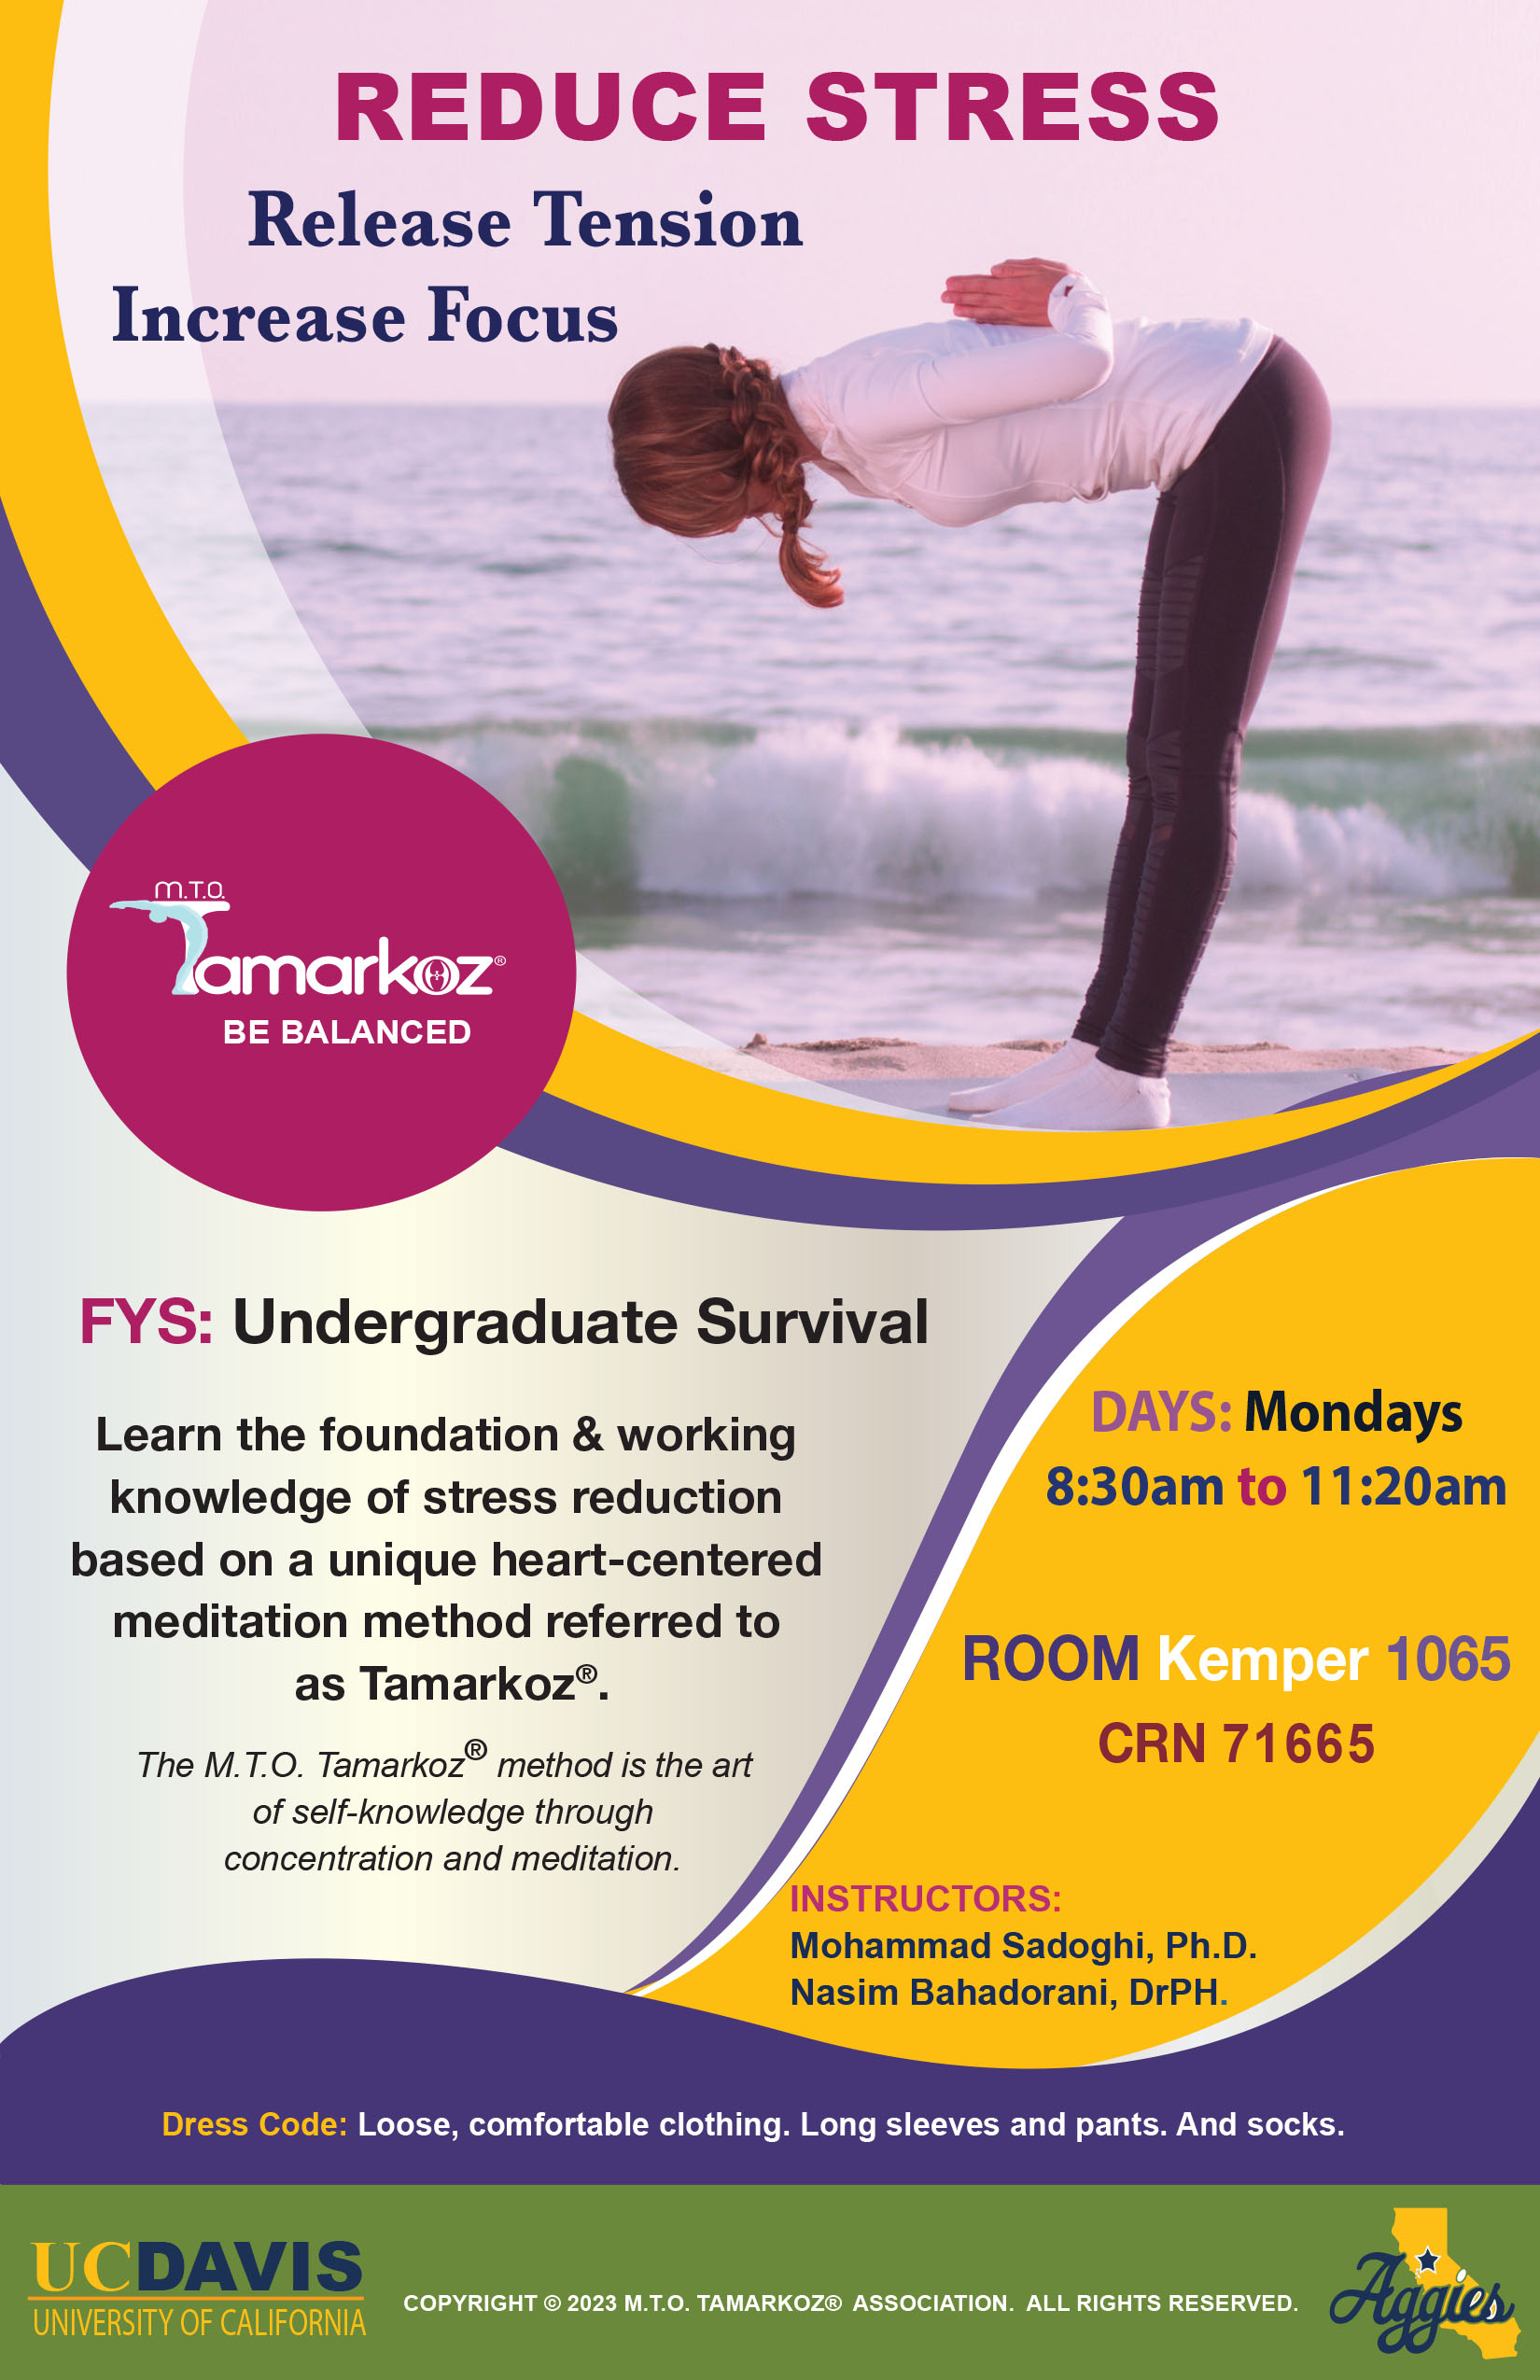 REDUCE STRESS
Release Tension
Increase Focus
M.T.O.
Tamarkoz®
BE BALANCED
FYS: Undergraduate Survival
Learn the foundation & working
knowledge of stress reduction
based on a unique heart-centered
meditation method referred to
as Tamarkoz®.
The M.T.O. Tamarkoz® method is the art
of self-knowledge through
concentration and meditation.
DAYS: Mondays
8:30am to 11:20am
ROOM Kemper 1065
CRN 71665
INSTRUCTORS:
Mohammad Sadoghi, Ph.D.
Nasim Bahadorani, DrPH.
Dress Code: Loose, comfortable clothing. Long sleeves and pants. And socks.
UCDAVIS
UNIVERSITY OF CALIFORNIA
COPYRIGHT © 2023 M.T.O. TAMARKOZ® ASSOCIATION. ALL RIGHTS RESERVED.
Aggies